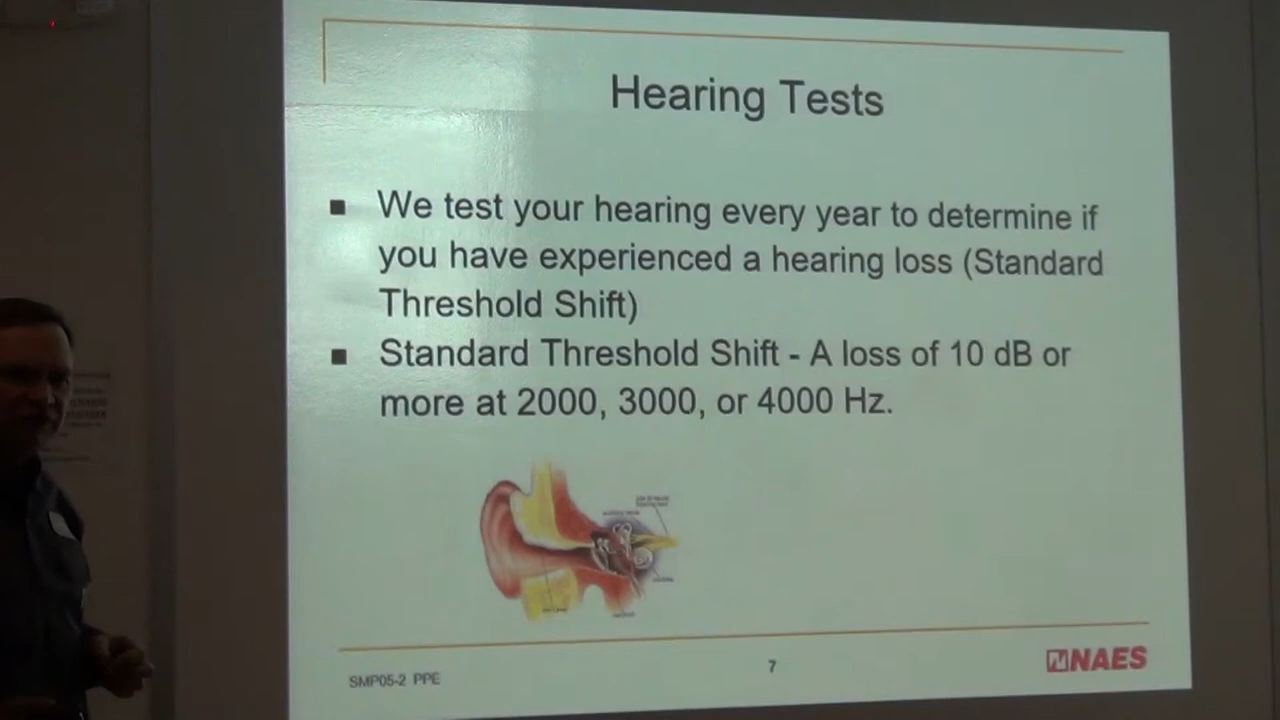 Hearing Tests
■ We test your hearing every year to determine if
you have experienced a hearing loss (Standard
Threshold Shift)
■ Standard Threshold Shift - A loss of 10 dB or
more at 2000, 3000, or 4000 Hz.
SMP05-2 PPE
7
NAES